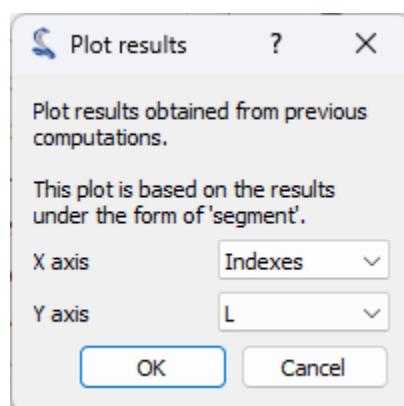 Plot results ?
Plot results obtained from previous
computations.
This plot is based on the results
under the form of 'segment'.
X axis Indexes
Y axis L
OK Cancel